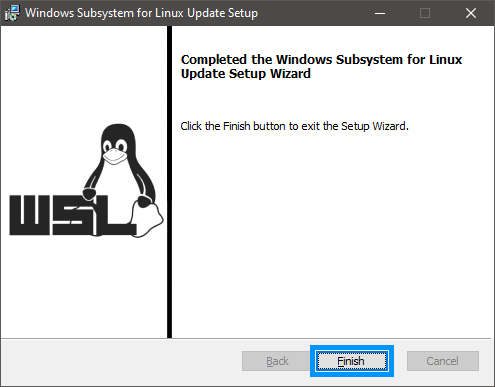 Windows Subsystem for Linux Update Setup
Completed the Windows Subsystem for Linux
Update Setup Wizard
Click the Finish button to exit the Setup Wizard.
WSL
Back
Finish
Cancel